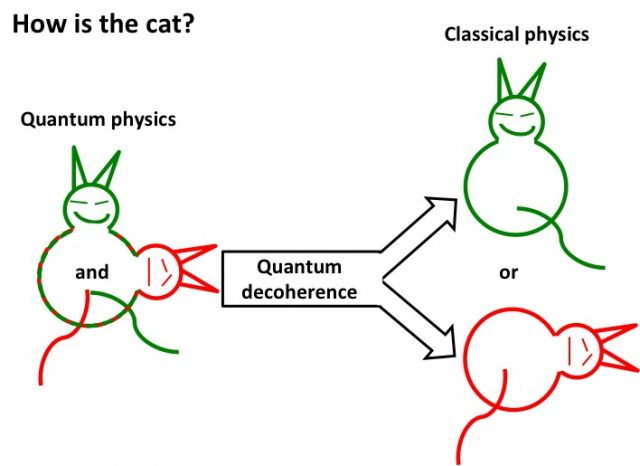 How is the cat?
Classical physics
Quantum physics
and
Quantum
decoherence
or